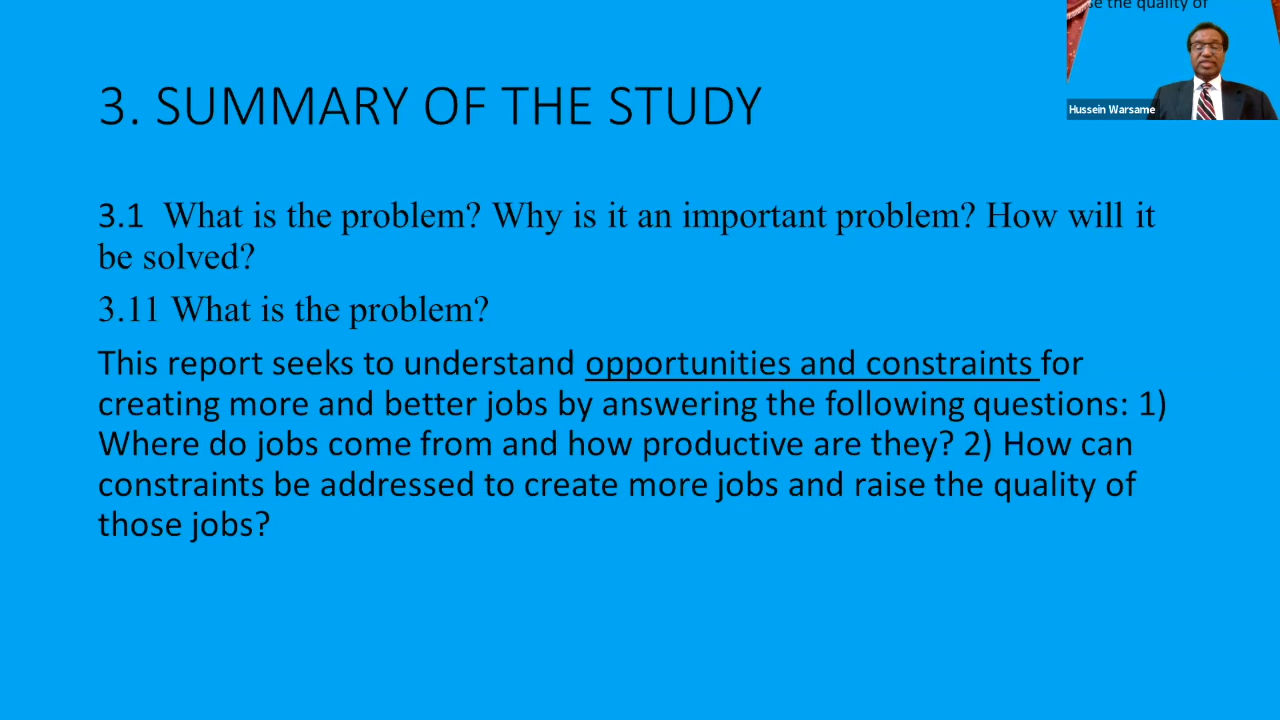 se the quality of
Hussein Warsame
3. SUMMARY OF THE STUDY
3.1 What is the problem? Why is it an important problem? How will it
be solved?
3.11 What is the problem?
This report seeks to understand opportunities and constraints for
creating more and better jobs by answering the following questions: 1)
Where do jobs come from and how productive are they? 2) How can
constraints be addressed to create more jobs and raise the quality of
those jobs?